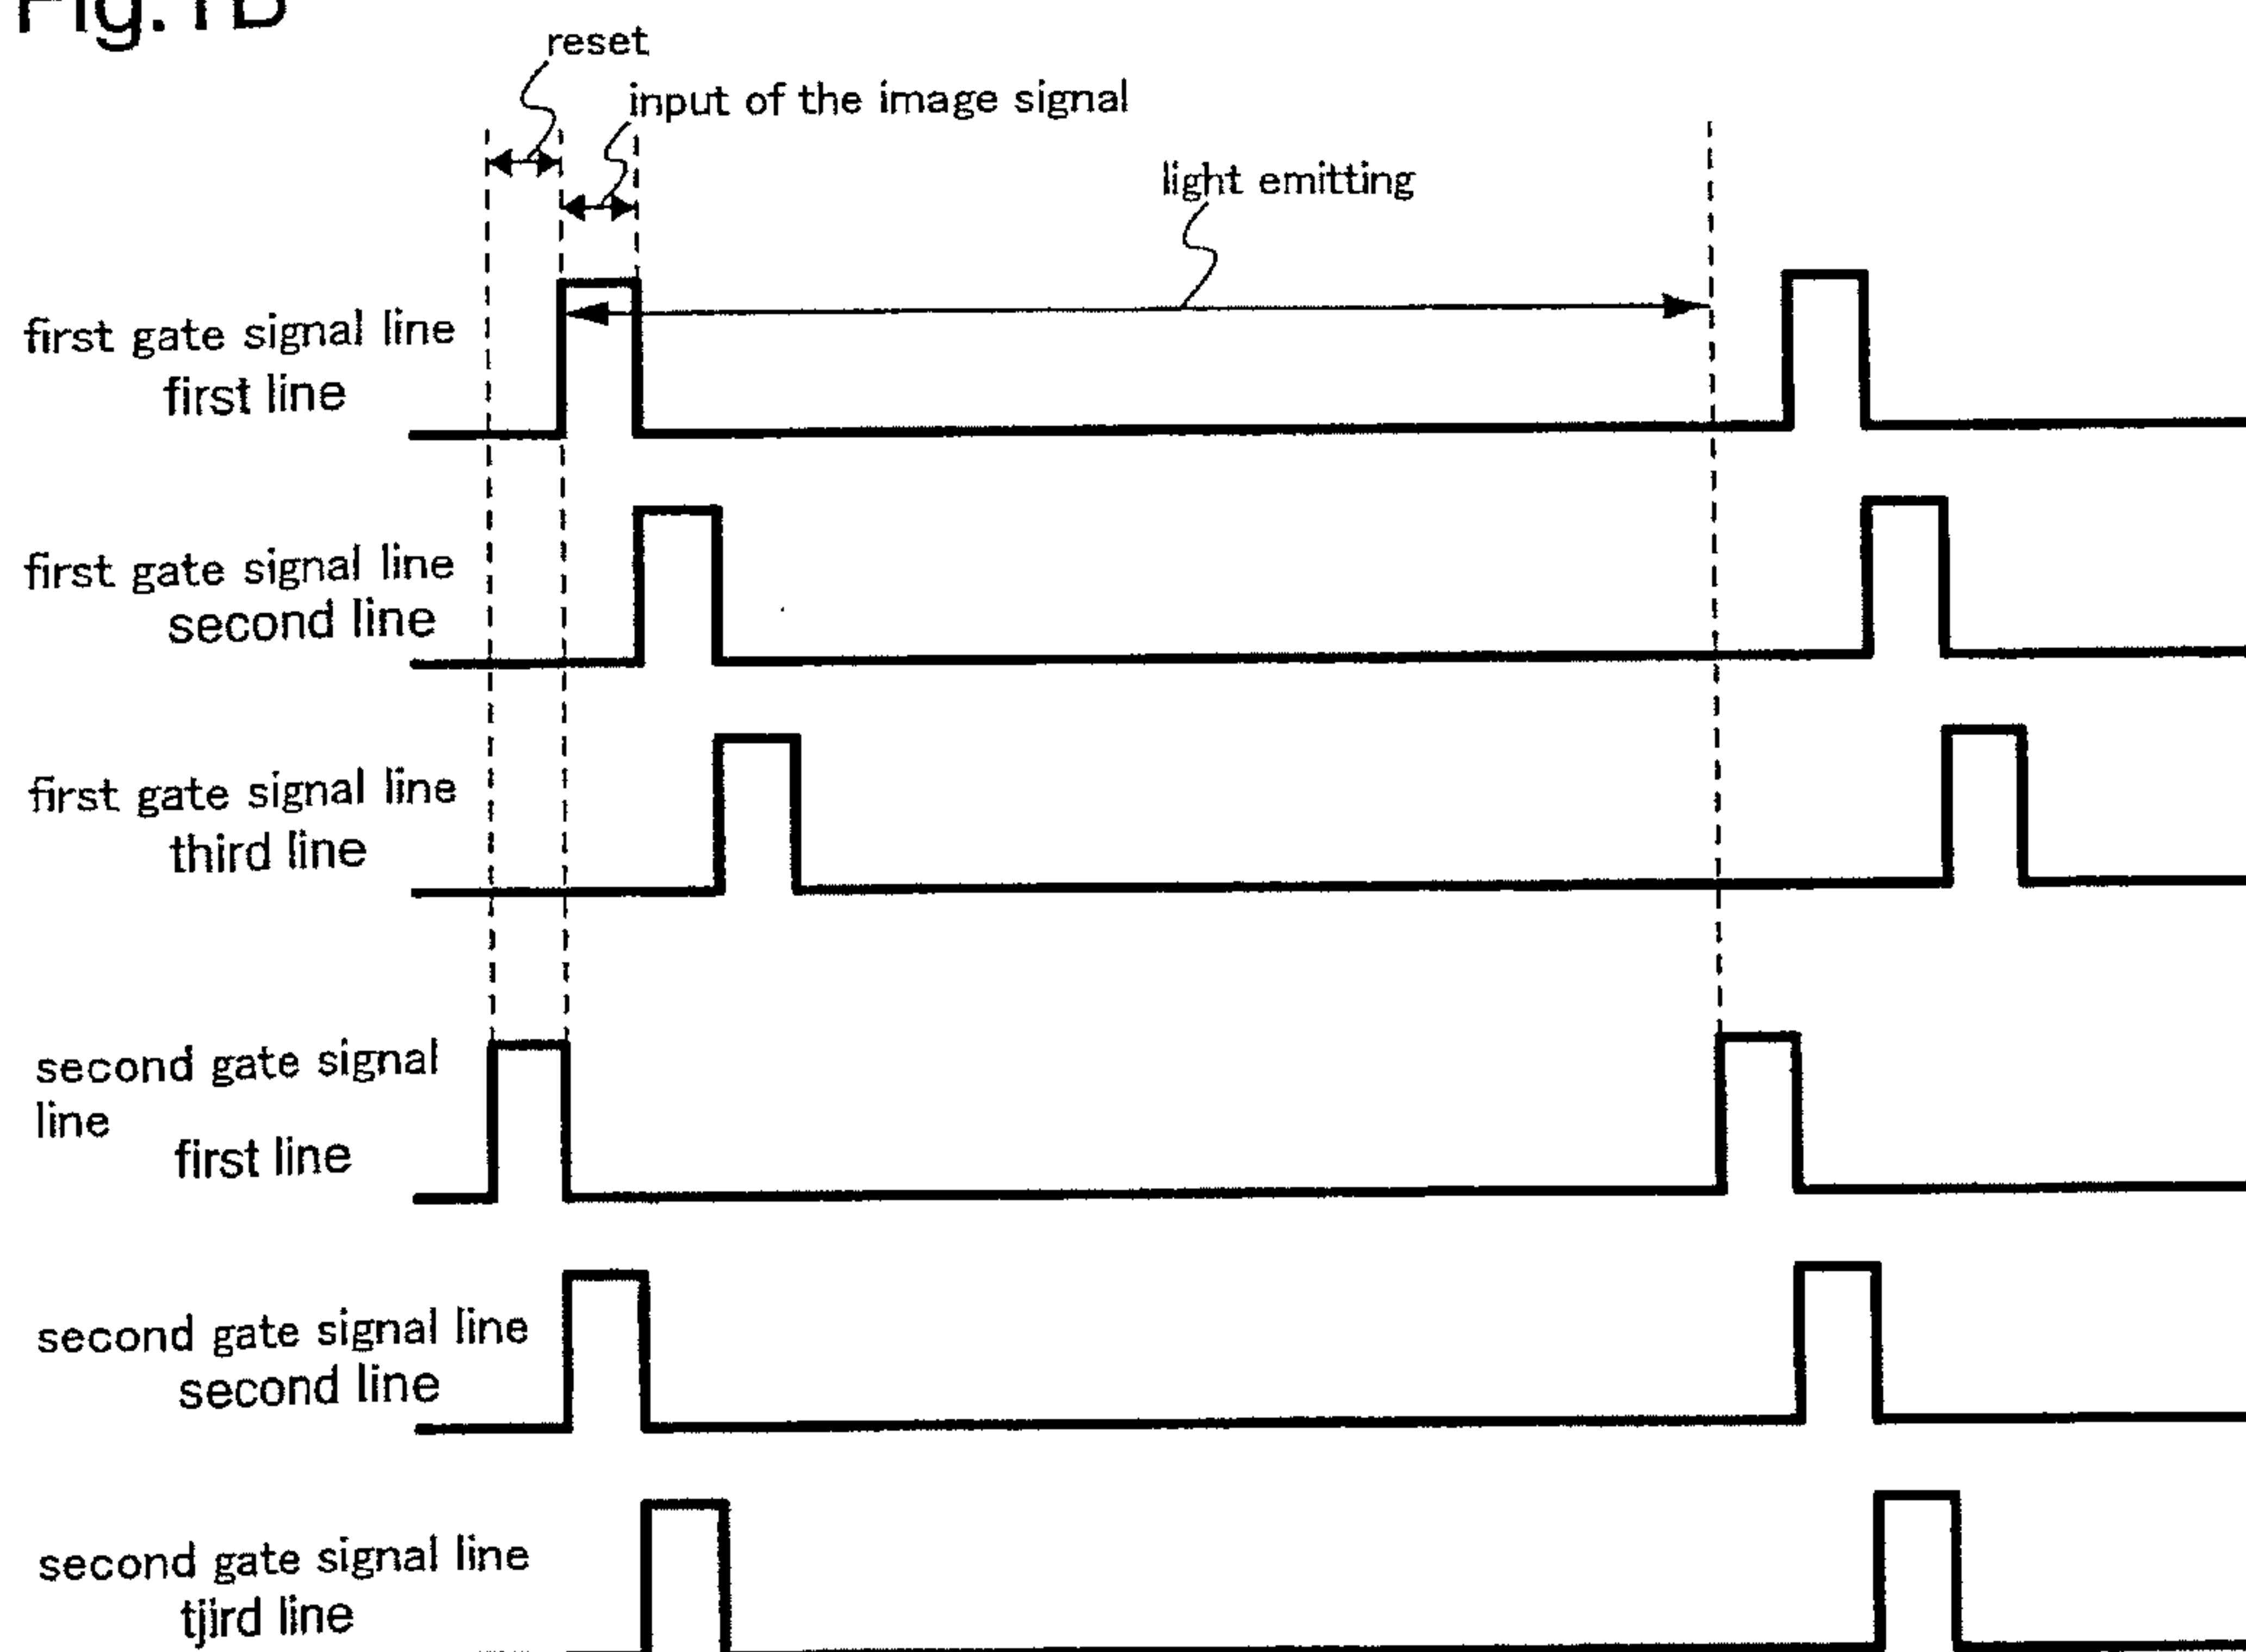 Fig.1B
reset
input of the image signal
light emitting
first gate signal line
first line
first gate signal line
second line
first gate signal line
third line
second gate signal
line
first line
second gate signal line
second line
second gate signal line
tjird line